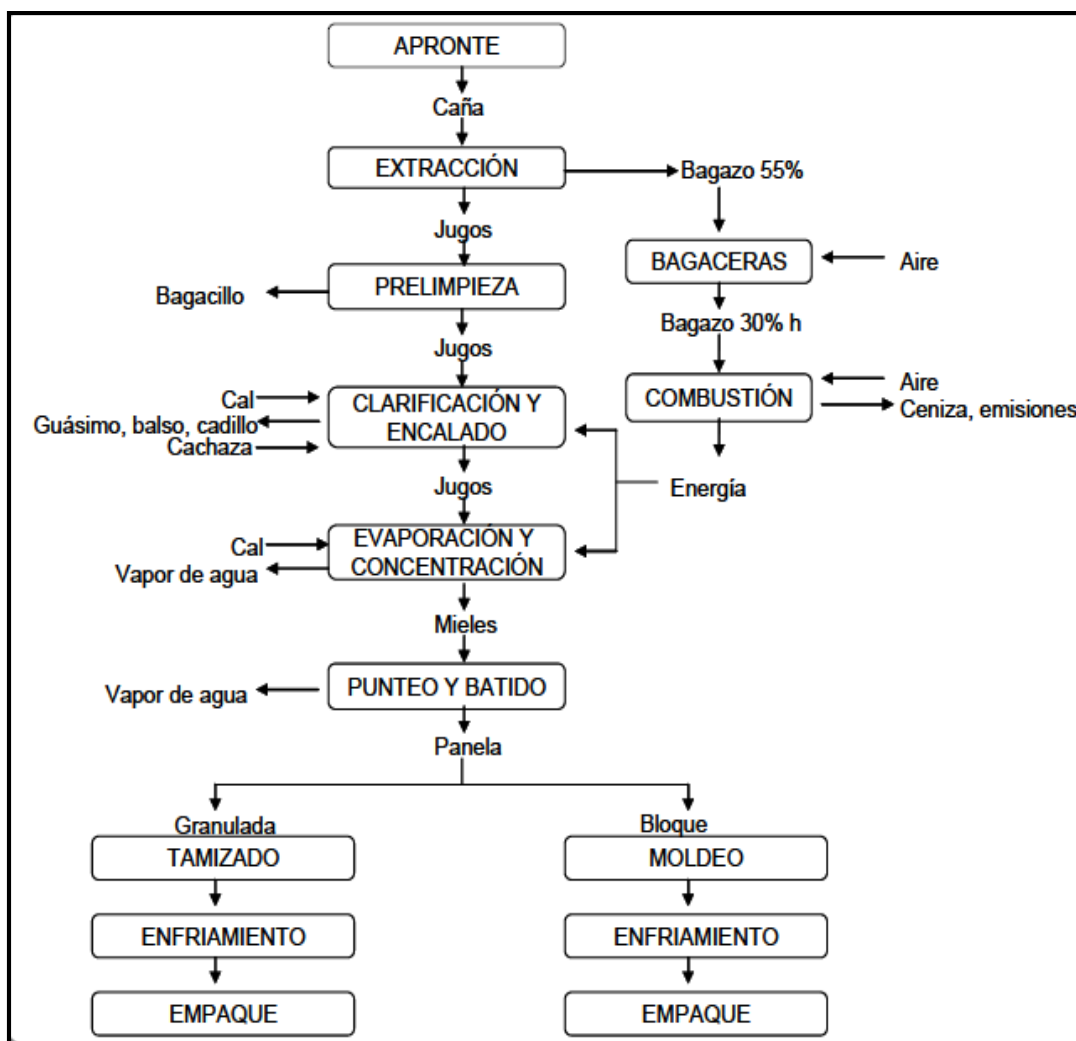 APRONTE
Caña
EXTRACCIÓN
Bagazo 55%
Jugos
BAGACERAS
Aire
Bagacillo
PRELIMPIEZA
Bagazo 30% h
Jugos
Aire
Cal
CLARIFICACIÓN Y
ENCALADO
COMBUSTIÓN
Ceniza, emisiones
Guásimo, balso, cadillo
Cachaza
Jugos
Energía
Cal
EVAPORACIÓN Y
CONCENTRACIÓN
Vapor de agua
Mieles
Vapor de agua
PUNTEO Y BATIDO
Panela
Granulada
Bloque
TAMIZADO
MOLDEO
ENFRIAMIENTO
ENFRIAMIENTO
EMPAQUE
EMPAQUE